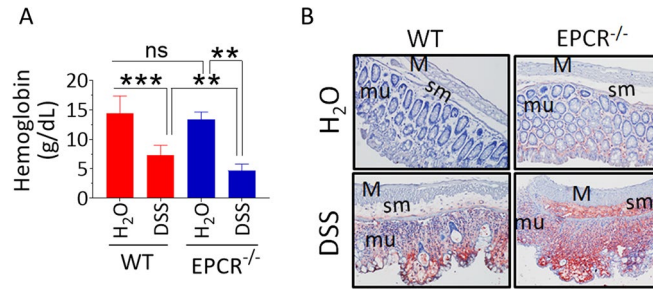 A
ns
**
***
**
Hemoglobin
(g/dL)
20
15
10
5
0
H₂O
DSS
H₂O
DSS
WT
EPCR⁻/⁻
B
WT
EPCR⁻/⁻
H₂O
M
sm
mu
M
sm
mu
DSS
M
sm
mu
M
sm
mu